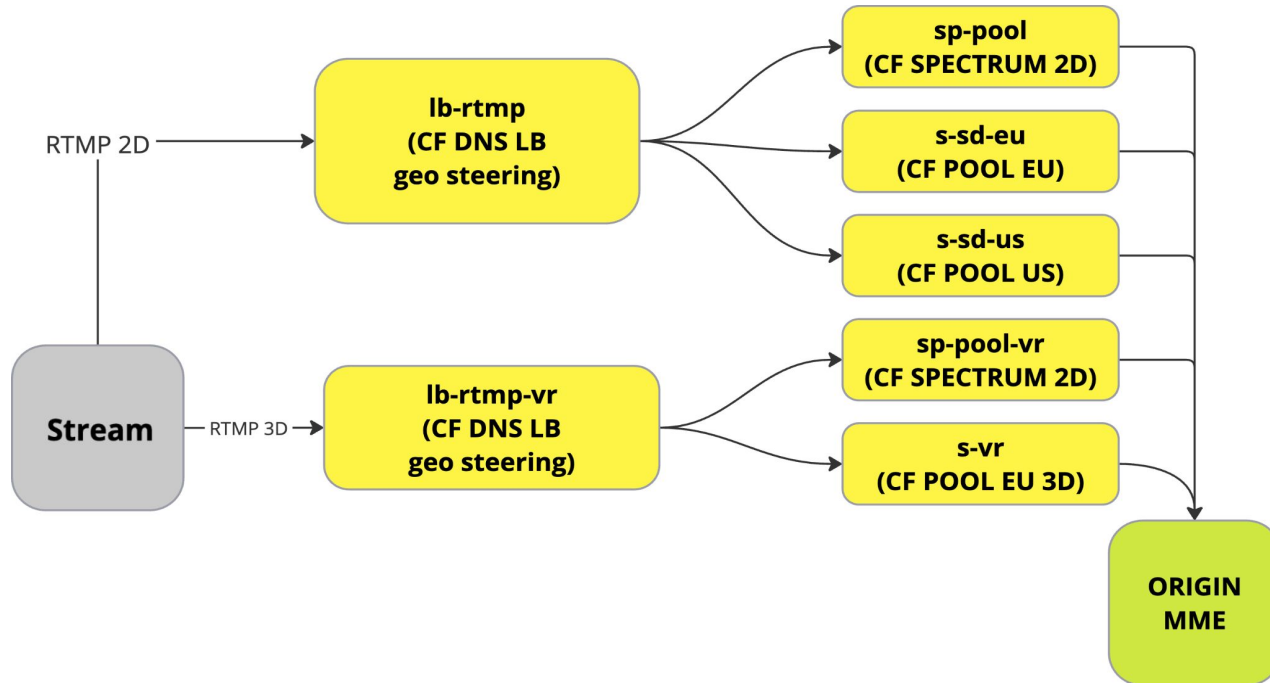 sp-pool
(CF SPECTRUM 2D)
lb-rtmp
(CF DNS LB
geo steering)
RTMP 2D
s-sd-eu
(CF POOL EU)
s-sd-us
(CF POOL US)
sp-pool-vr
(CF SPECTRUM 2D)
Stream
RTMP 3D
lb-rtmp-vr
(CF DNS LB
geo steering)
s-vr
(CF POOL EU 3D)
ORIGIN
MME